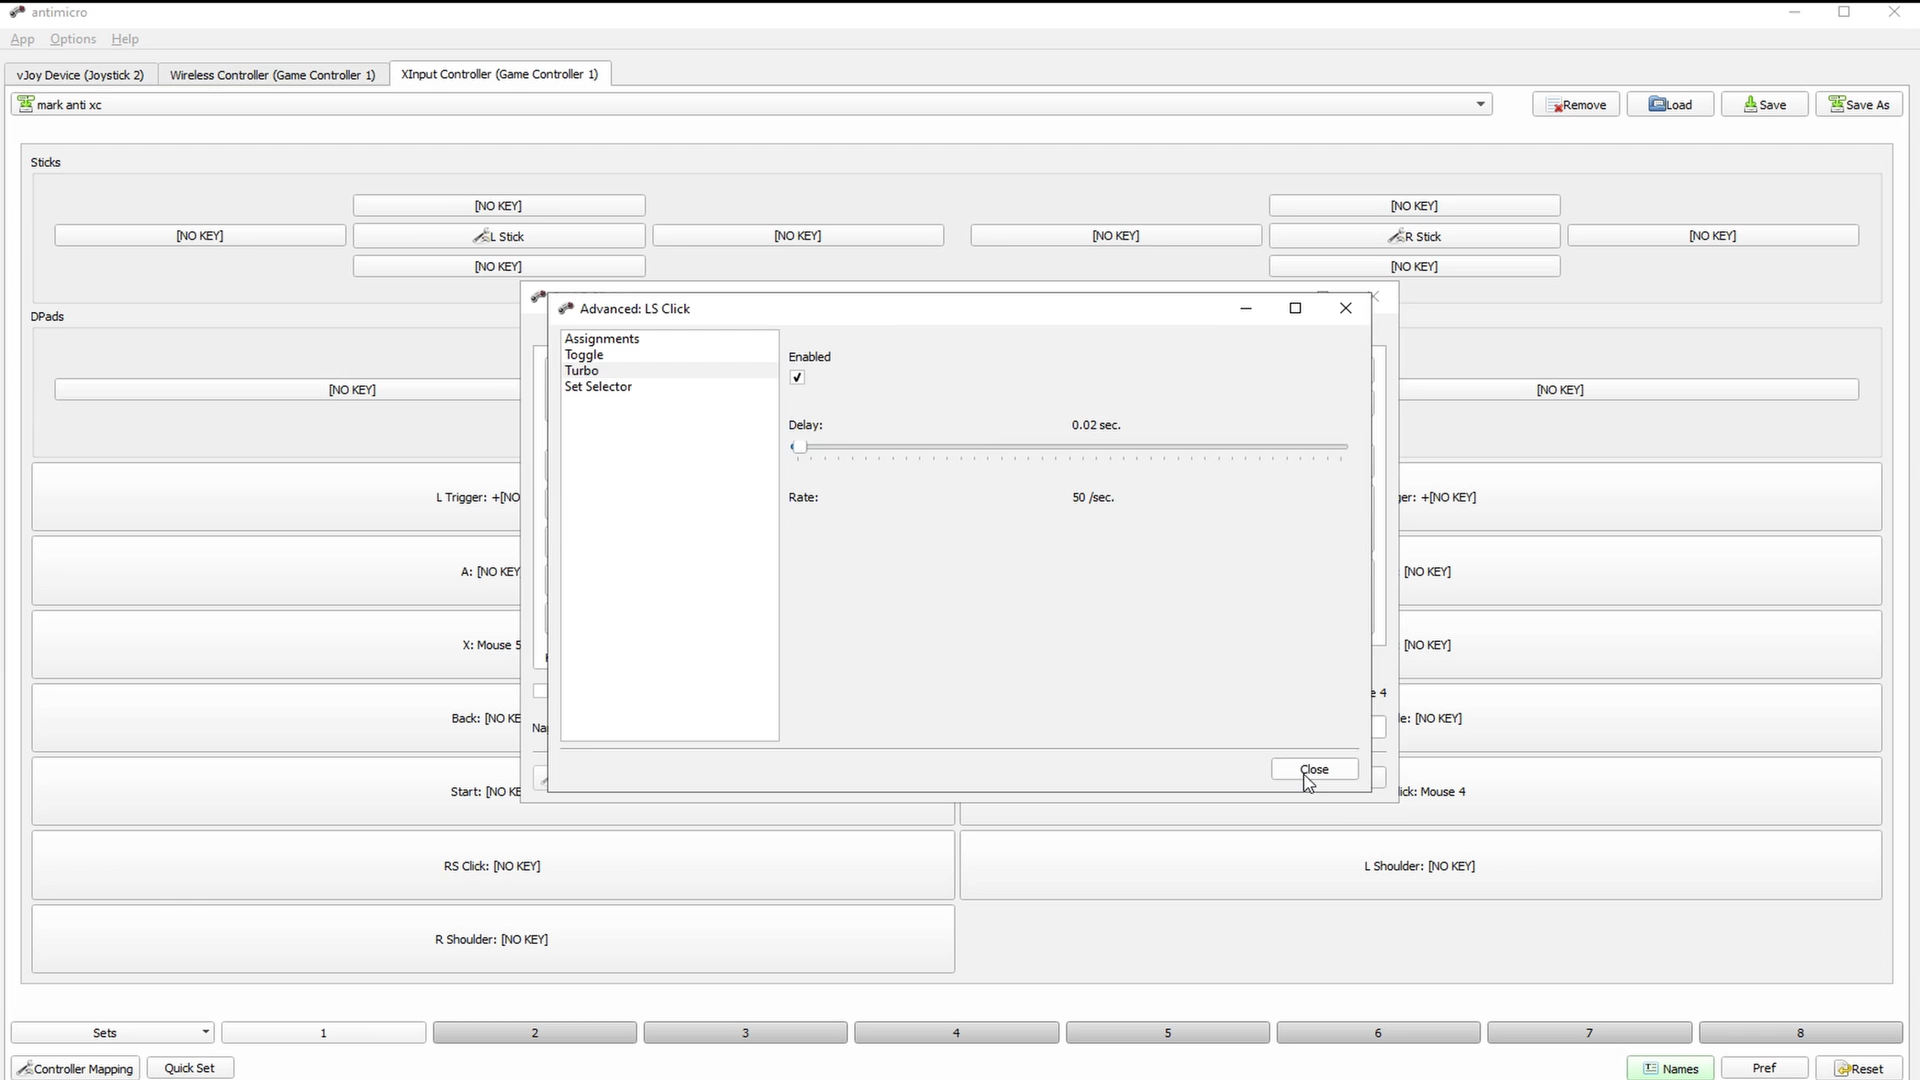 antimicro
App Options Help
vJoy Device (Joystick 2) Wireless Controller (Game Controller 1) XInput Controller (Game Controller 1)
mark anti xc Remove Load Save Save As
Sticks
[NO KEY] [NO KEY]
[NO KEY] L Stick [NO KEY] [NO KEY] R Stick [NO KEY]
[NO KEY] [NO KEY]
DPads
[NO KEY] [NO KEY]
L Trigger: +[NO
: +[NO KEY]
A: [NO KEY
[NO KEY]
X: Mouse 5
[NO KEY]
Back: [NO KE
[NO KEY]
Start: [NO KE
Mouse 4
RS Click: [NO KEY] L Shoulder: [NO KEY]
R Shoulder: [NO KEY]
Advanced: LS Click
Assignments
Toggle
Turbo
Set Selector
Enabled
Delay: 0.02 sec.
Rate: 50 /sec.
Close
Sets 1 2 3 4 5 6 7 8
Controller Mapping Quick Set Names Pref Reset